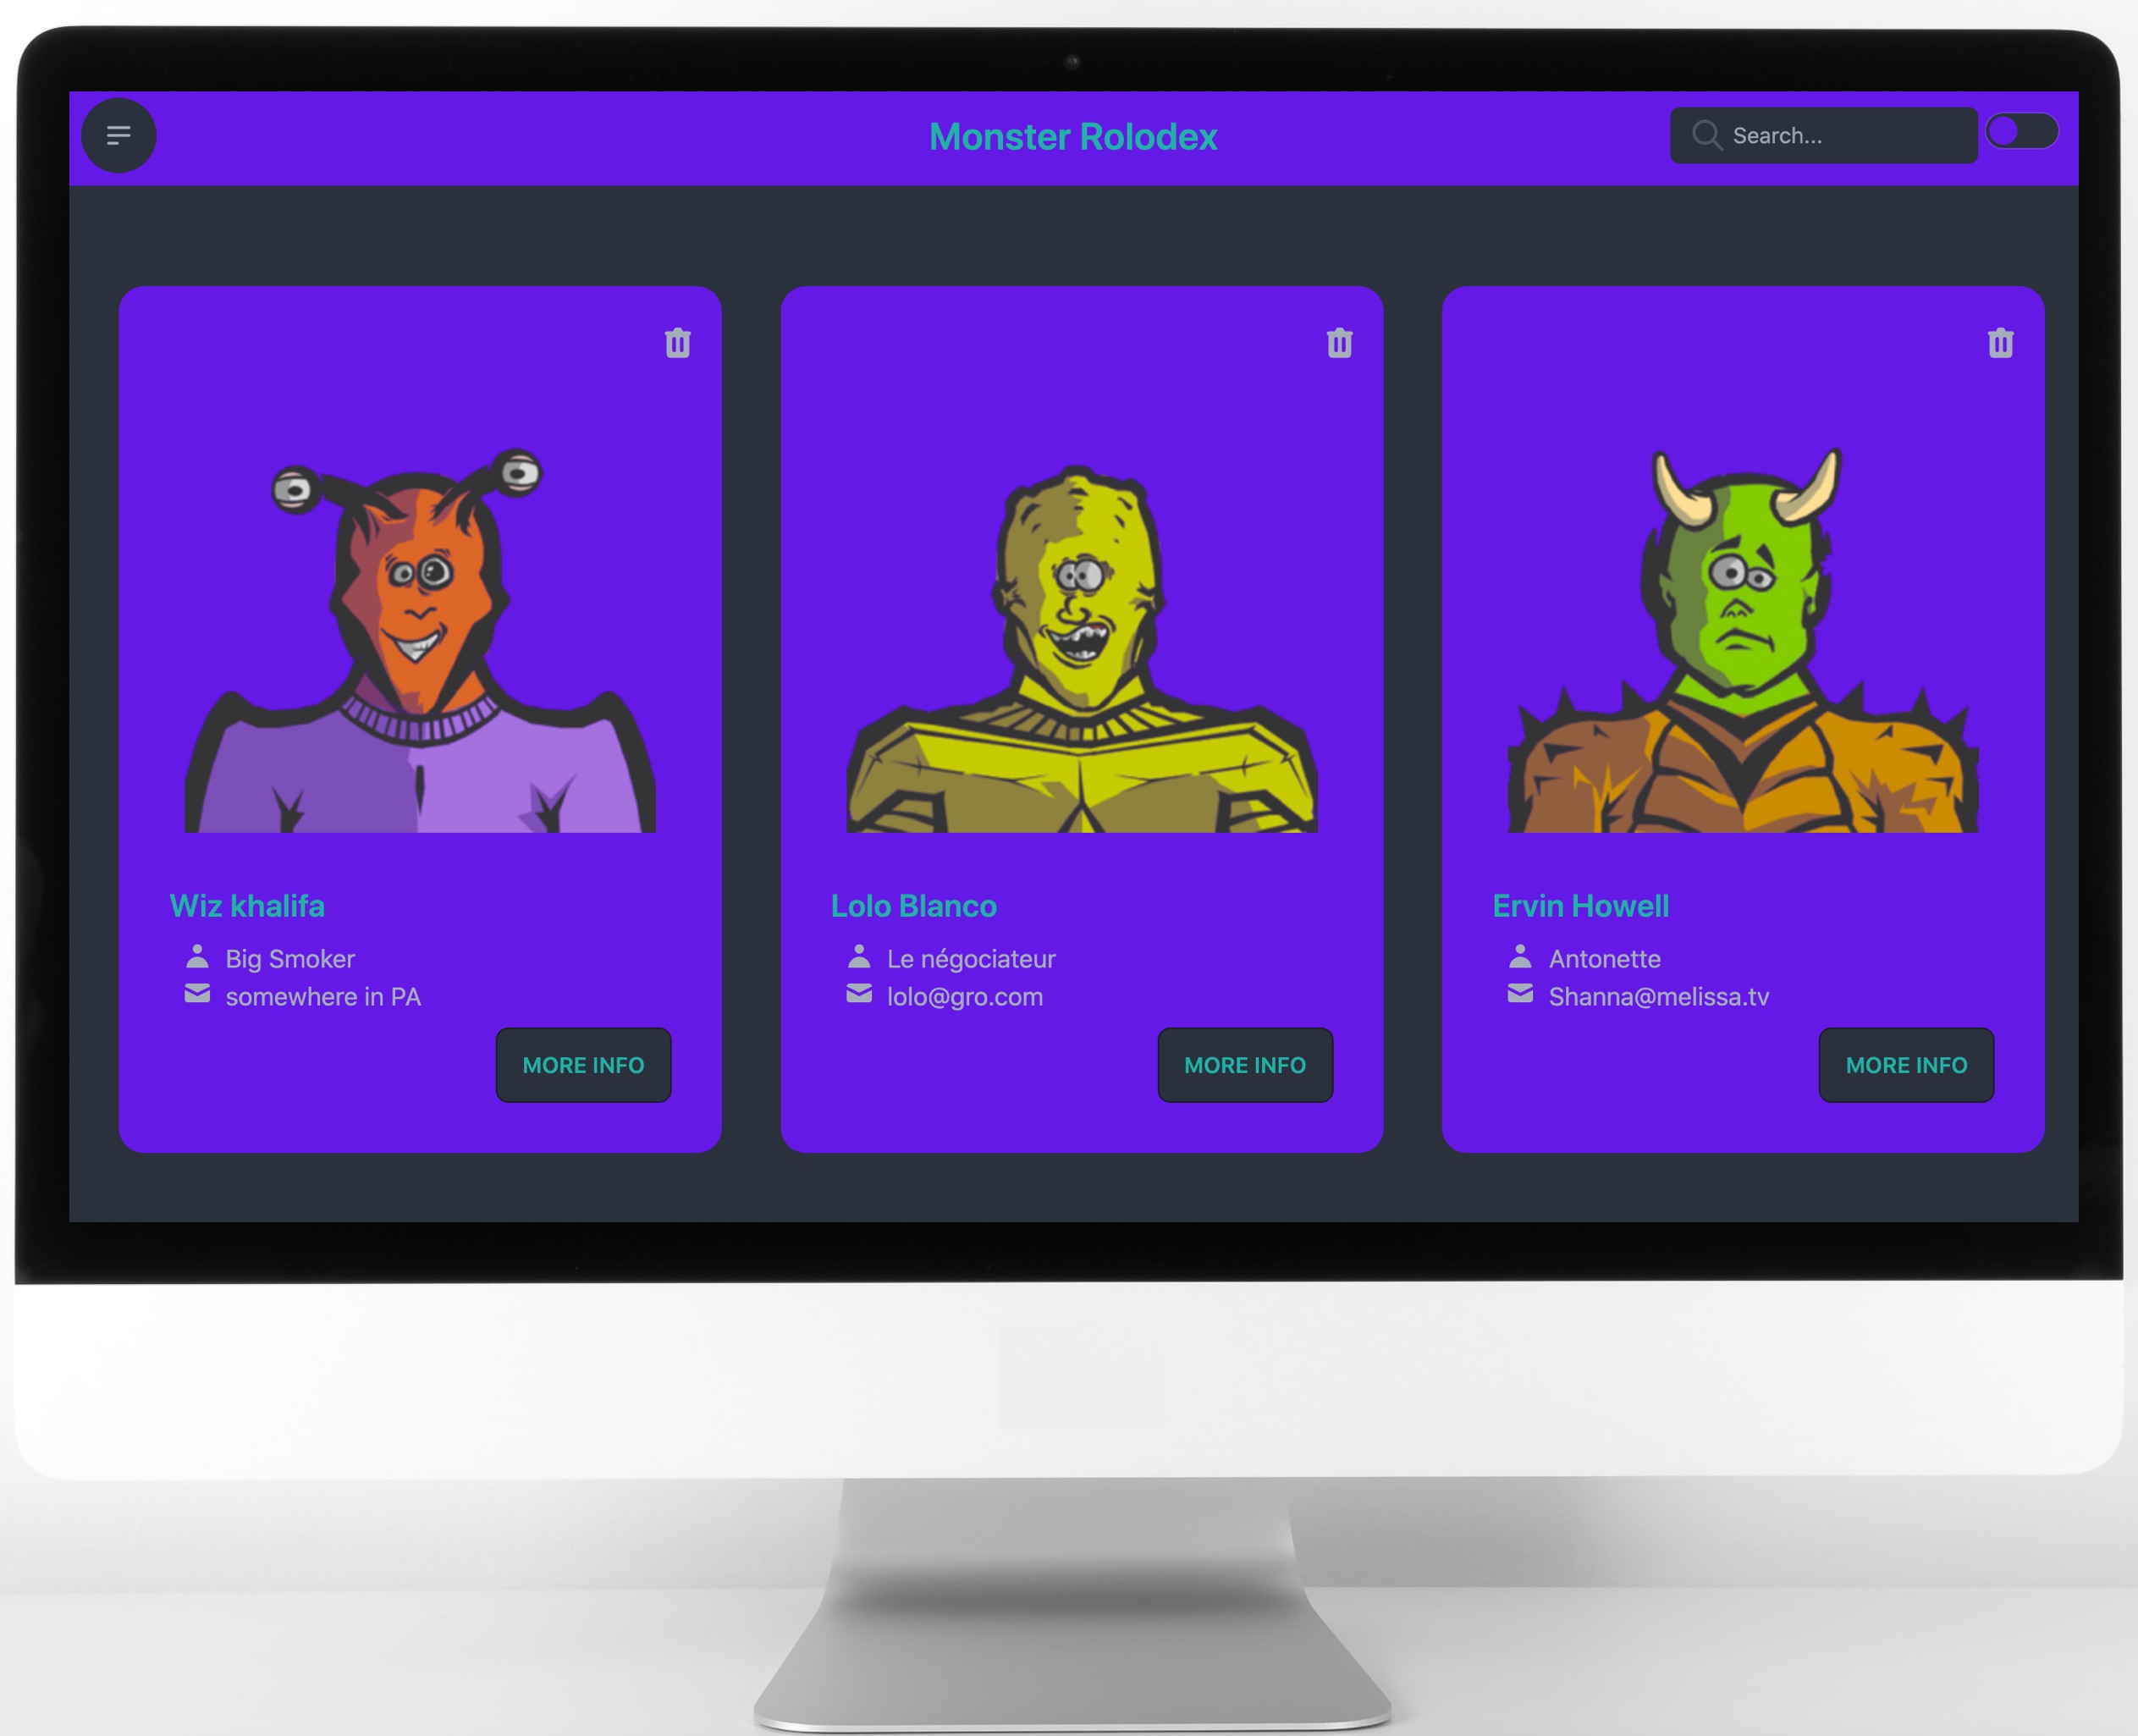 Monster Rolodex
Search...
Wiz khalifa
Big Smoker
somewhere in PA
MORE INFO
Lolo Blanco
Le négociateur
lolo@gro.com
MORE INFO
Ervin Howell
Antonette
Shanna@melissa.tv
MORE INFO